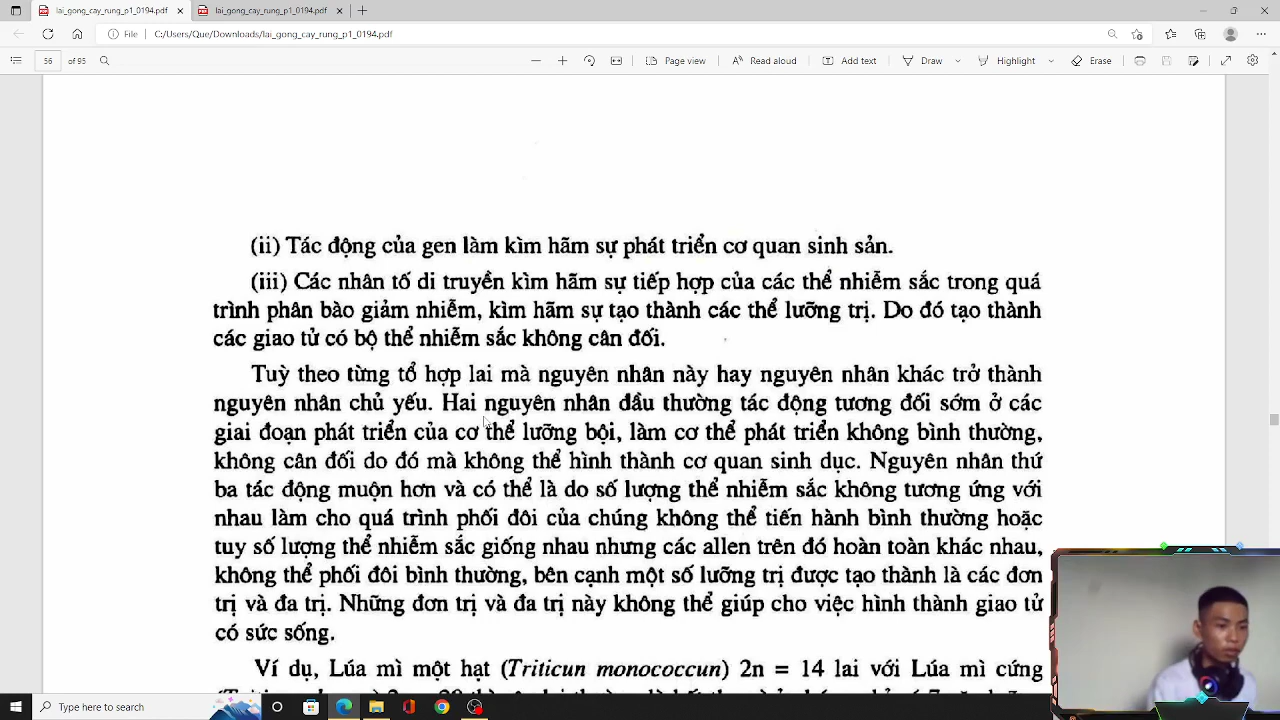 lai_gong_cay_rung_p1_0194.pdf
lai_gong_cay_rung_p1_0194.pdf
File C:/Users/Que/Downloads/lai_gong_cay_rung_p1_0194.pdf
56 of 95 Page view Read aloud Add text Draw Highlight Erase
(ii) Tác động của gen làm kìm hãm sự phát triển cơ quan sinh sản.
(iii) Các nhân tố di truyền kìm hãm sự tiếp hợp của các thể nhiễm sắc trong quá
trình phân bào giảm nhiễm, kìm hãm sự tạo thành các thể lưỡng trị. Do đó tạo thành
các giao tử có bộ thể nhiễm sắc không cân đối.
Tuỳ theo từng tổ hợp lai mà nguyên nhân này hay nguyên nhân khác trở thành
nguyên nhân chủ yếu. Hai nguyên nhân đầu thường tác động tương đối sớm ở các
giai đoạn phát triển của cơ thể lưỡng bội, làm cơ thể phát triển không bình thường,
không cân đối do đó mà không thể hình thành cơ quan sinh dục. Nguyên nhân thứ
ba tác động muộn hơn và có thể là do số lượng thể nhiễm sắc không tương ứng với
nhau làm cho quá trình phối đôi của chúng không thể tiến hành bình thường hoặc
tuy số lượng thể nhiễm sắc giống nhau nhưng các allen trên đó hoàn toàn khác nhau,
không thể phối đôi bình thường, bên cạnh một số lưỡng trị được tạo thành là các đơn
trị và đa trị. Những đơn trị và đa trị này không thể giúp cho việc hình thành giao tử
có sức sống.
Ví dụ, Lúa mì một hạt (Triticun monococcun) 2n = 14 lai với Lúa mì cứng
Type here to search